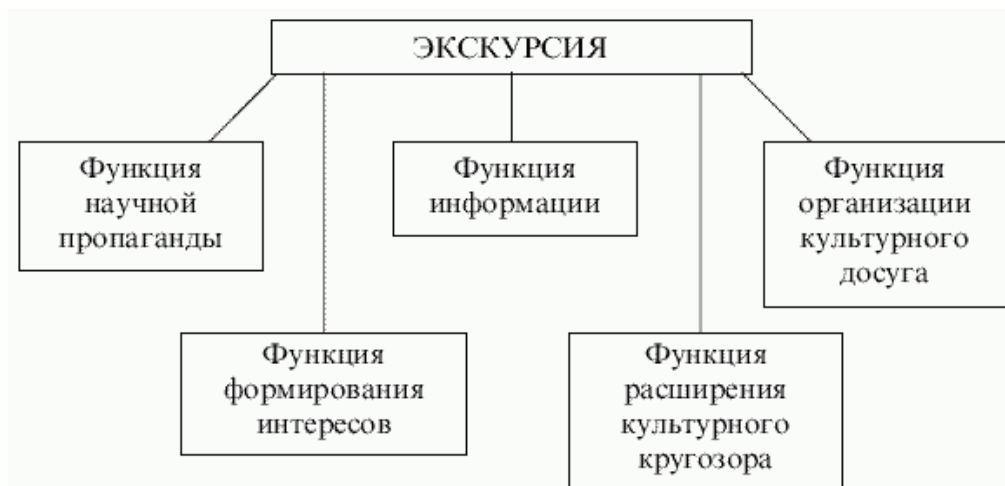 ЭКСКУРСИЯ
Функция
научной
пропаганды
Функция
информации
Функция
организации
культурного
досуга
Функция
формирования
интересов
Функция
расширения
культурного
кругозора